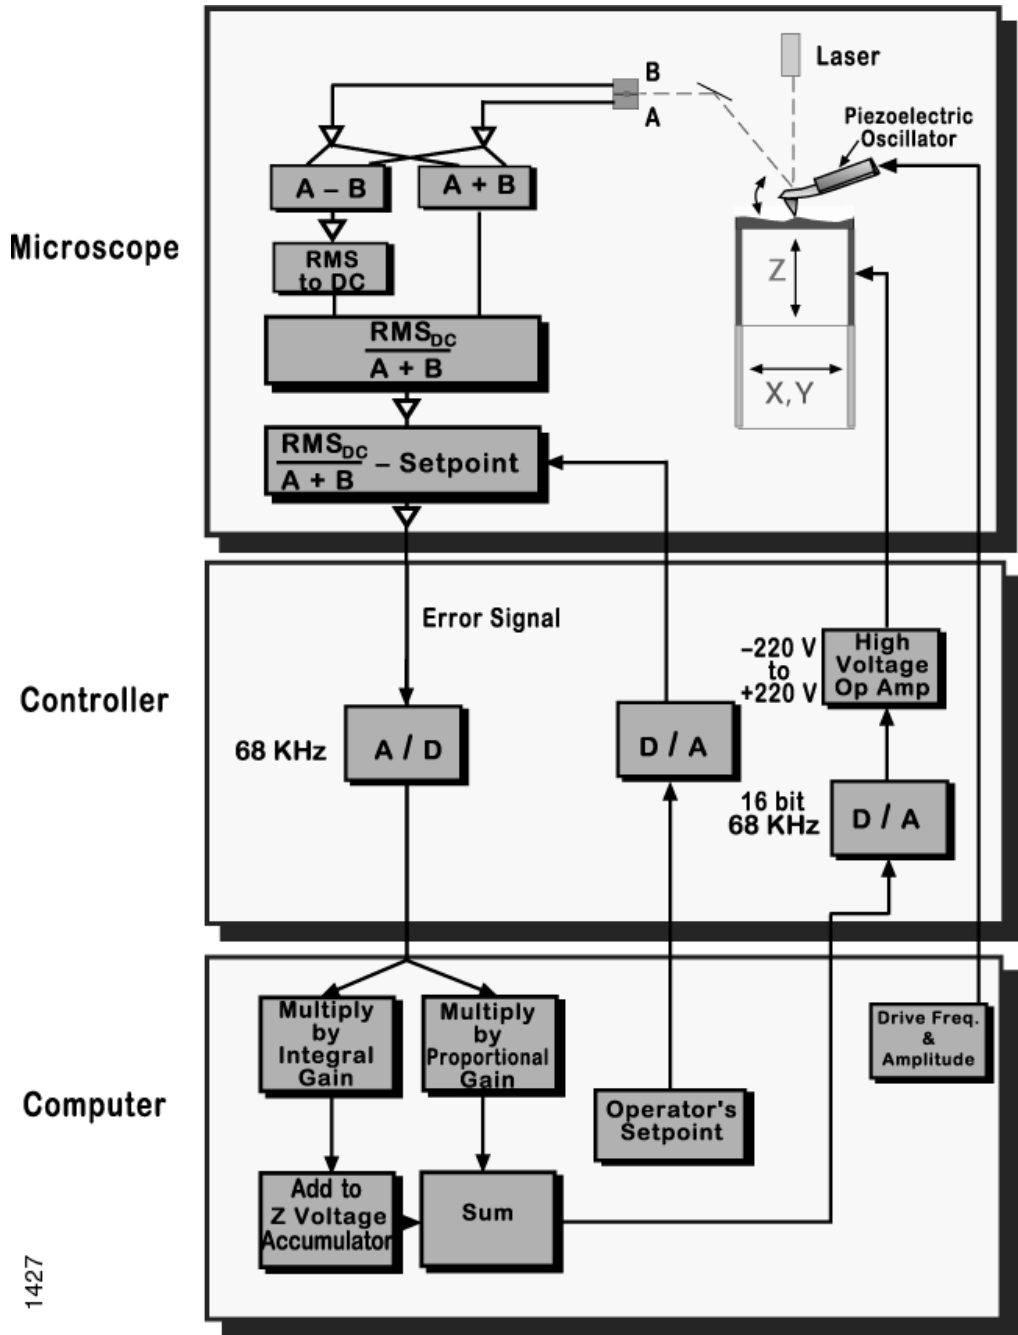 Laser
B
A
Piezoelectric
Oscillator
A – B
A + B
Microscope
RMS
to DC
Z
RMSDC
A + B
X, Y
RMSDC
A + B
– Setpoint
Error Signal
–220 V
to
+220 V
High
Voltage
Op Amp
Controller
68 KHz
A / D
D / A
16 bit
68 KHz
D / A
Multiply
by
Integral
Gain
Multiply
by
Proportional
Gain
Drive Freq.
&
Amplitude
Computer
Operator's
Setpoint
Add to
Z Voltage
Accumulator
Sum
1427